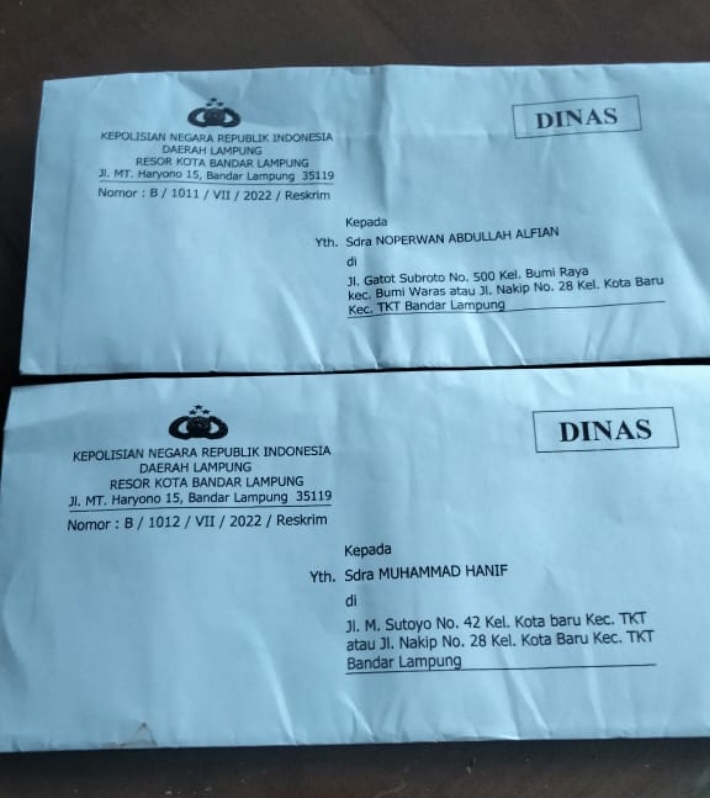 KEPOLISIAN NEGARA REPUBLIK INDONESIA
DAERAH LAMPUNG
RESOR KOTA BANDAR LAMPUNG
Jl. MT. Haryono 15, Bandar Lampung 35119
Nomor : B / 1011 / VII / 2022 / Reskrim
DINAS
Kepada
Yth. Sdra NOPERWAN ABDULLAH ALFIAN
di
Jl. Gatot Subroto No. 500 Kel. Bumi Raya
kec. Bumi Waras atau Jl. Nakip No. 28 Kel. Kota Baru
Kec. TKT Bandar Lampung
KEPOLISIAN NEGARA REPUBLIK INDONESIA
DAERAH LAMPUNG
RESOR KOTA BANDAR LAMPUNG
Jl. MT. Haryono 15, Bandar Lampung 35119
Nomor : B / 1012 / VII / 2022 / Reskrim
DINAS
Kepada
Yth. Sdra MUHAMMAD HANIF
di
Jl. M. Sutoyo No. 42 Kel. Kota baru Kec. TKT
atau Jl. Nakip No. 28 Kel. Kota Baru Kec. TKT
Bandar Lampung